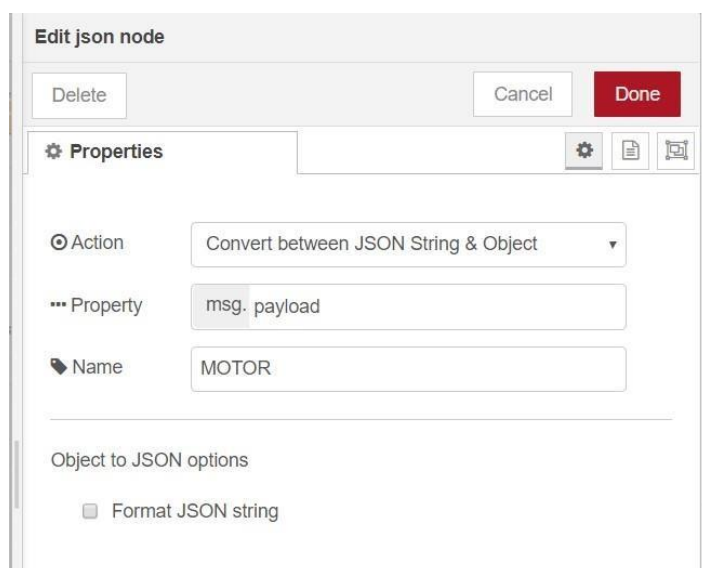 Edit json node
Delete Cancel Done
Properties
Action Convert between JSON String & Object
Property msg. payload
Name MOTOR
Object to JSON options
Format JSON string